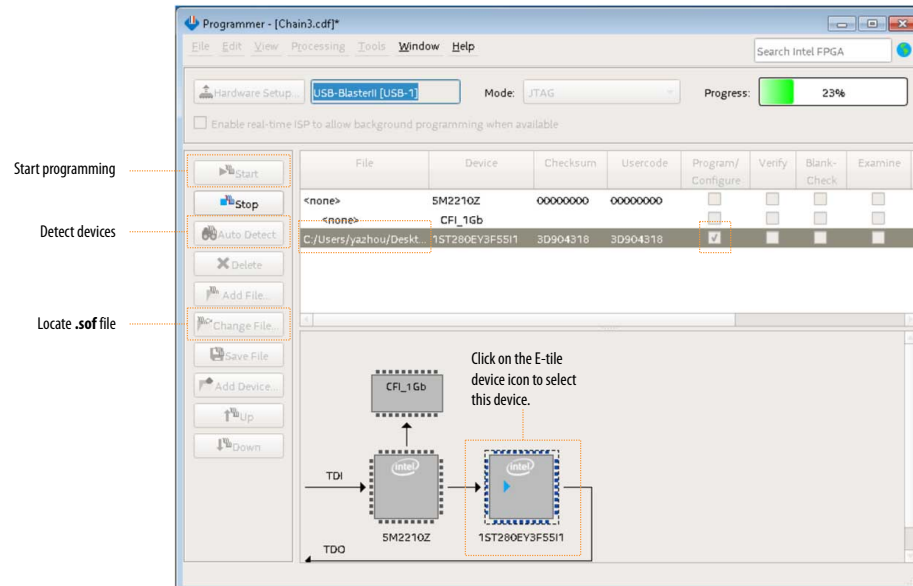 Programmer - [Chain3.cdf]*
File Edit View Processing Tools Window Help
Search Intel FPGA
Hardware Setup... USB-BlasterII [USB-1] Mode: JTAG Progress: 23%
Enable real-time ISP to allow background programming when available
Start programming
Start
Stop
Detect devices
Auto Detect
Delete
Add File...
Locate .sof file
Change File...
Save File
Add Device...
Up
Down
File Device Checksum Usercode Program/ Configure Verify Blank- Check Examine
<none> 5M2210Z 00000000 00000000
<none> CFI_1Gb
C:/Users/yazhou/Deskt... 1ST280EY3F55I1 3D904318 3D904318
Click on the E-tile
device icon to select
this device.
CFI_1Gb
TDI
intel
intel
5M2210Z
1ST280EY3F55I1
TDO